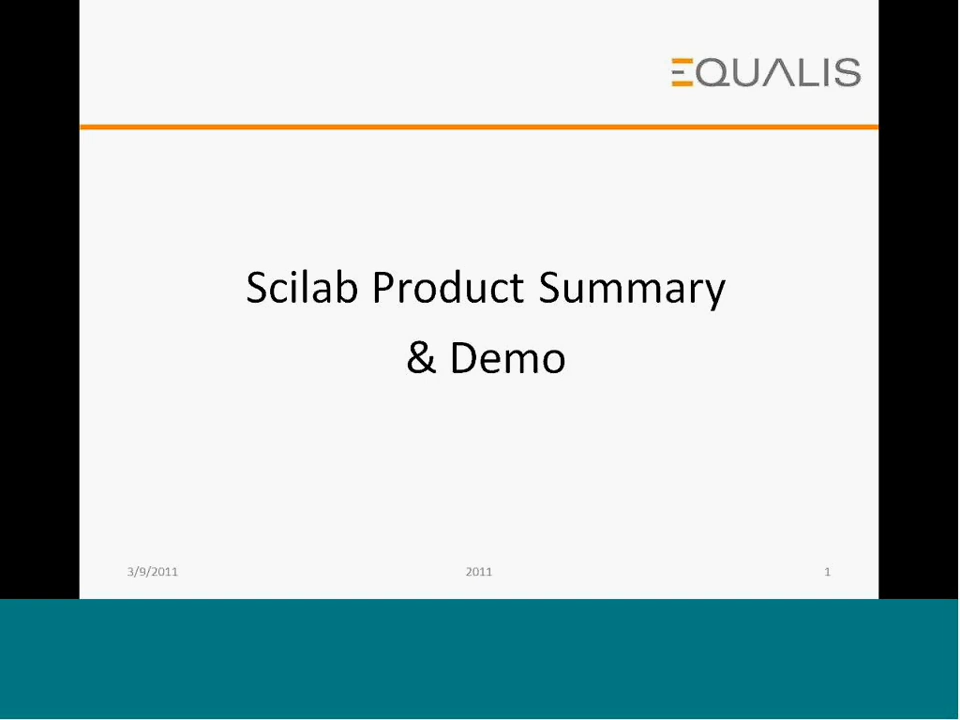 EQUALIS
Scilab Product Summary
& Demo
3/9/2011
2011
1